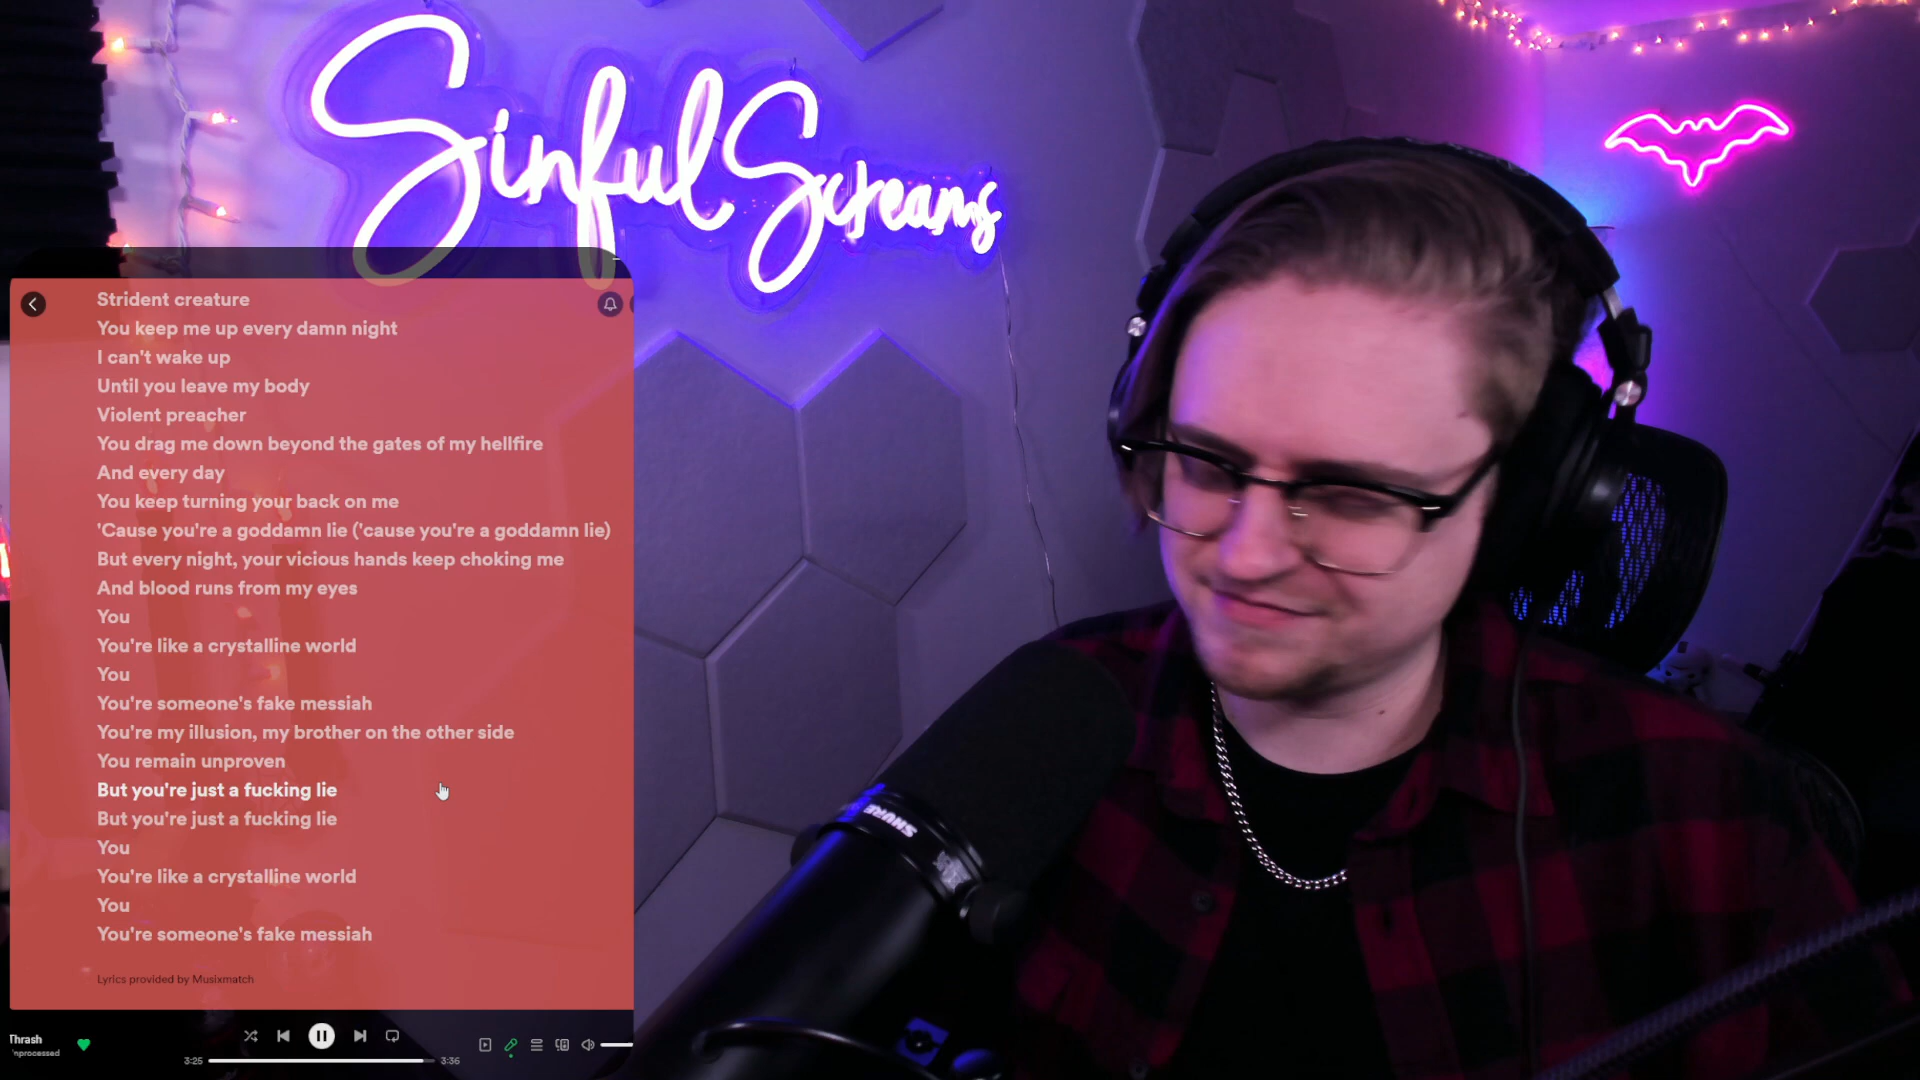 SinfulScreams
Strident creature
You keep me up every damn night
I can't wake up
Until you leave my body
Violent preacher
You drag me down beyond the gates of my hellfire
And every day
You keep turning your back on me
'Cause you're a goddamn lie ('cause you're a goddamn lie)
But every night, your vicious hands keep choking me
And blood runs from my eyes
You
You're like a crystalline world
You
You're someone's fake messiah
You're my illusion, my brother on the other side
You remain unproven
But you're just a fucking lie
But you're just a fucking lie
You
You're like a crystalline world
You
You're someone's fake messiah
Lyrics provided by Musixmatch
Thrash
nprocessed
3:25
3:36
SHURE